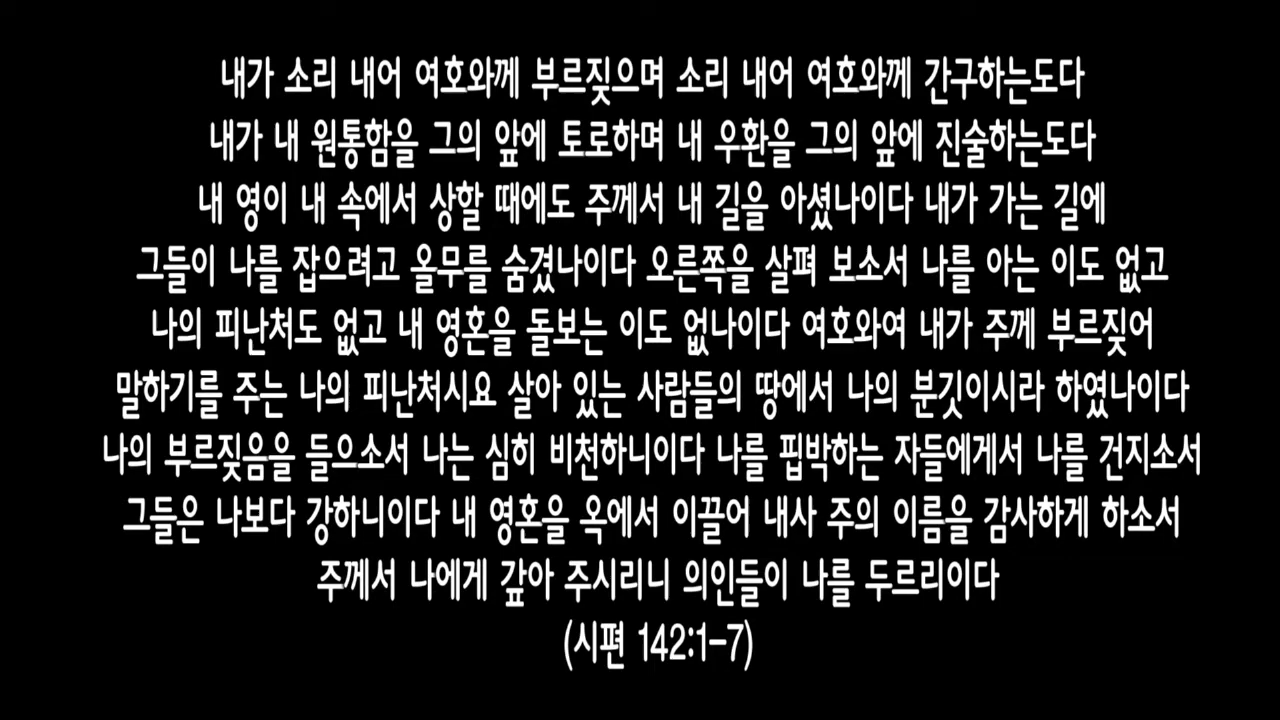 내가 소리 내어 여호와께 부르짖으며 소리 내어 여호와께 간구하는도다
내가 내 원통함을 그의 앞에 토로하며 내 우환을 그의 앞에 진술하는도다
내 영이 내 속에서 상할 때에도 주께서 내 길을 아셨나이다 내가 가는 길에
그들이 나를 잡으려고 올무를 숨겼나이다 오른쪽을 살펴 보소서 나를 아는 이도 없고
나의 피난처도 없고 내 영혼을 돌보는 이도 없나이다 여호와여 내가 주께 부르짖어
말하기를 주는 나의 피난처시요 살아 있는 사람들의 땅에서 나의 분깃이시라 하였나이다
나의 부르짖음을 들으소서 나는 심히 비천하니이다 나를 핍박하는 자들에게서 나를 건지소서
그들은 나보다 강하니이다 내 영혼을 옥에서 이끌어 내사 주의 이름을 감사하게 하소서
주께서 나에게 갚아 주시리니 의인들이 나를 두르리이다
(시편 142:1-7)